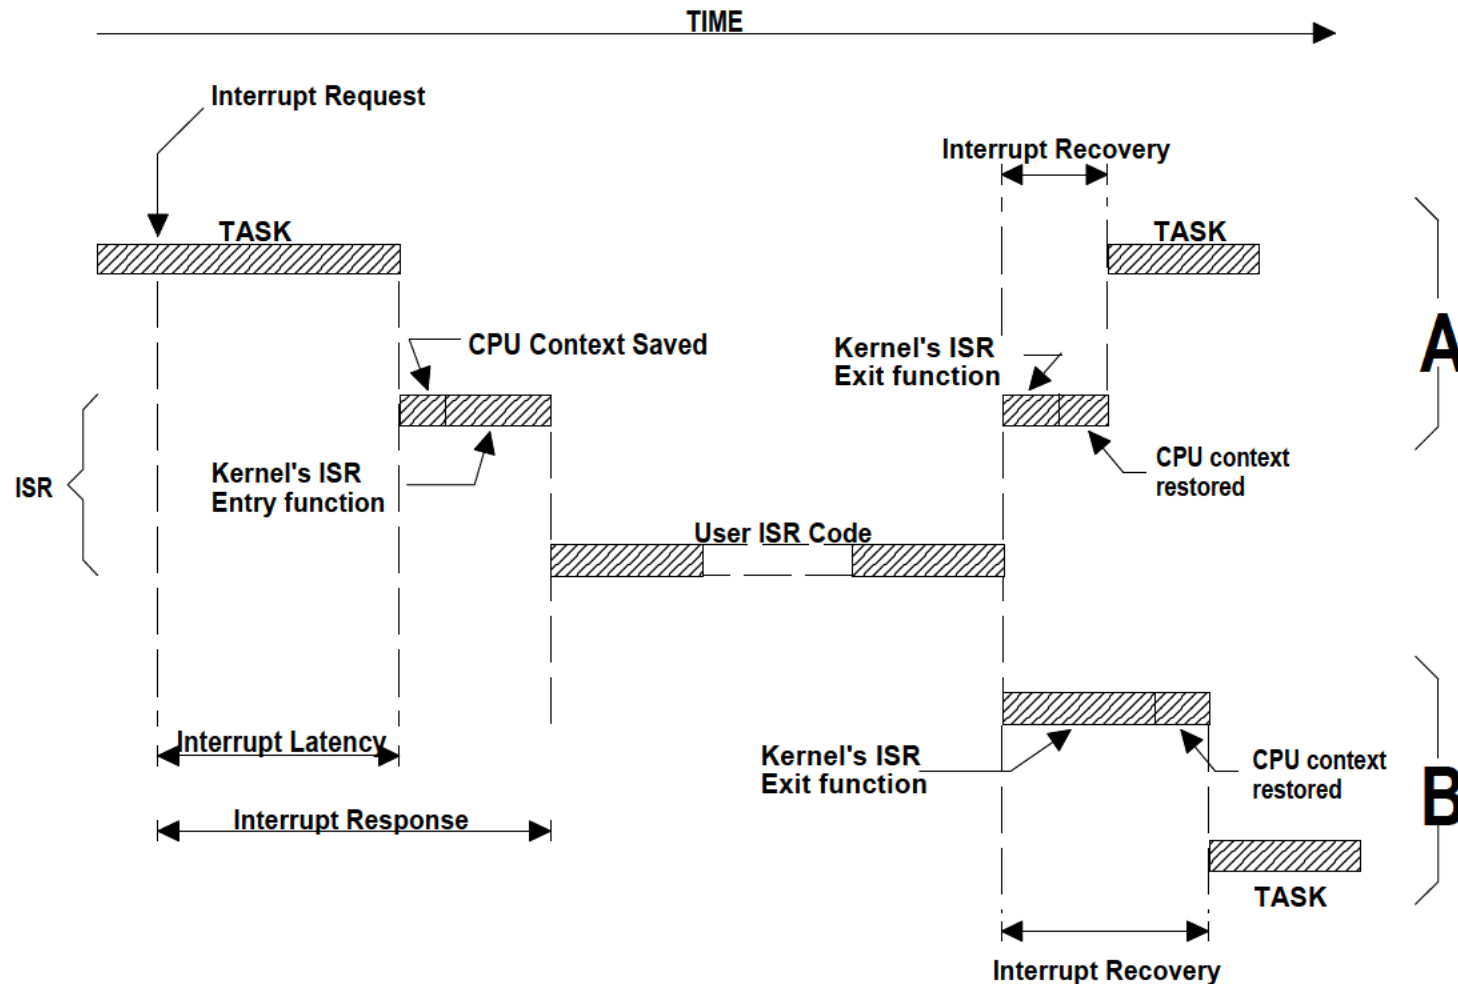 TIME
Interrupt Request
Interrupt Recovery
TASK
TASK
CPU Context Saved
Kernel's ISR
Exit function
A
Kernel's ISR
Entry function
CPU context
restored
ISR
User ISR Code
Interrupt Latency
Kernel's ISR
Exit function
CPU context
restored
B
Interrupt Response
TASK
Interrupt Recovery